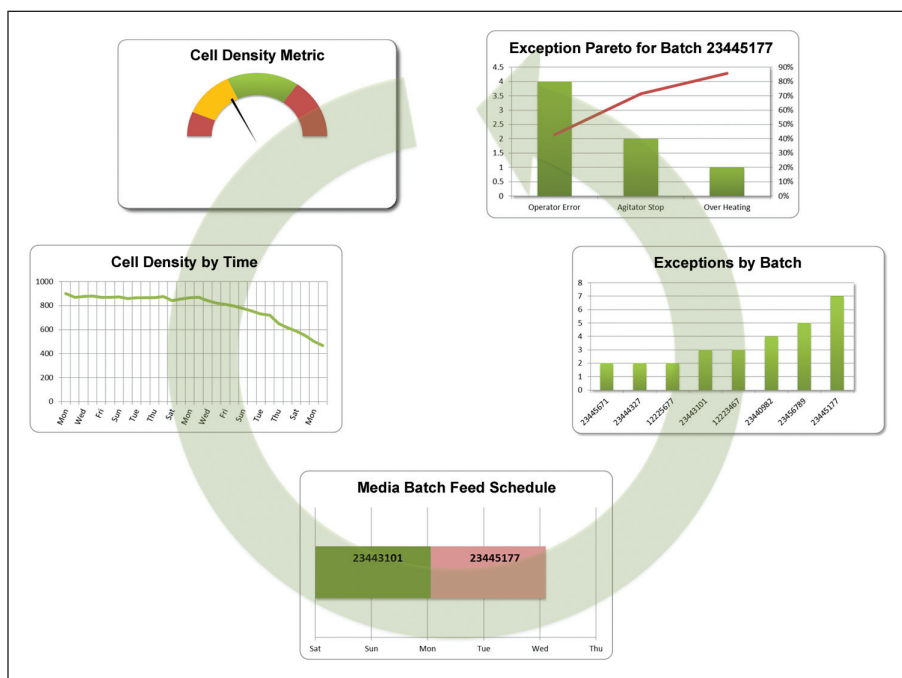 Cell Density Metric
Exception Pareto for Batch 23445177
4.5
4
3.5
3
2.5
2
1.5
1
0.5
0
90%
80%
70%
60%
50%
40%
30%
20%
10%
0%
Operator Error
Agitator Stop
Over Heating
Cell Density by Time
1000
800
600
400
200
0
Mon
Wed
Fri
Sun
Tue
Thu
Sat
Mon
Wed
Fri
Sun
Tue
Thu
Sat
Mon
Exceptions by Batch
8
7
6
5
4
3
2
1
0
23445671
23444327
12225677
23443101
12223467
23440982
23456789
23445177
Media Batch Feed Schedule
23443101
23445177
Sat
Sun
Mon
Tue
Wed
Thu